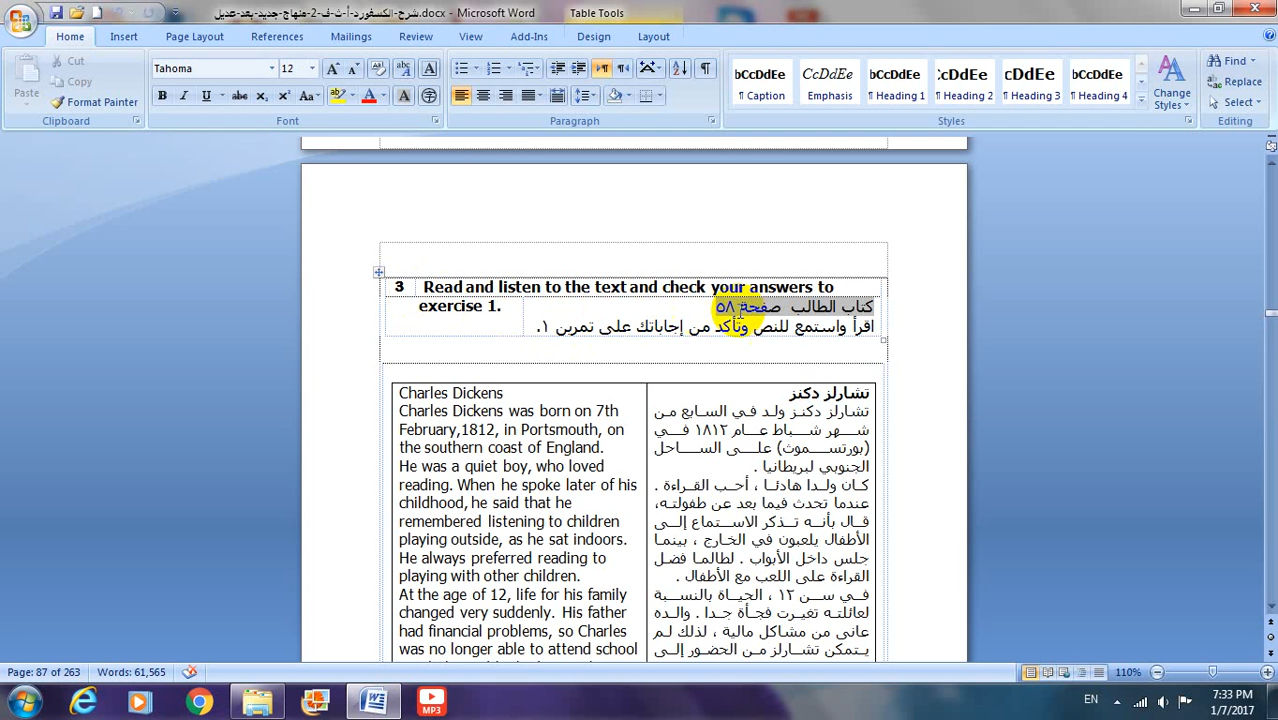 شرح-الكسفورد-أ-ث-ف-2-منهاج-جديد-بعد-عديل.docx - Microsoft Word
Table Tools
Home Insert Page Layout References Mailings Review View Add-Ins Design Layout
Cut
Copy
Format Painter
Paste
Clipboard
Tahoma 12
Font
Paragraph
bCcDdEe CcDdEe bCcDdEe :CcDdEe cDdEe bCcDdEe
¶ Caption Emphasis ¶ Heading 1 ¶ Heading 2 ¶ Heading 3 ¶ Heading 4
Change Styles
Styles
Find
Replace
Select
Editing
3 Read and listen to the text and check your answers to
exercise 1.
كتاب الطالب صفحة ٥٨
اقرأ واستمع للنص وتأكد من إجاباتك على تمرين ١.
Charles Dickens
Charles Dickens was born on 7th
February,1812, in Portsmouth, on
the southern coast of England.
He was a quiet boy, who loved
reading. When he spoke later of his
childhood, he said that he
remembered listening to children
playing outside, as he sat indoors.
He always preferred reading to
playing with other children.
At the age of 12, life for his family
changed very suddenly. His father
had financial problems, so Charles
was no longer able to attend school
تشارلز دكنز
تشارلز دكنز ولد في السابع من
شهر شباط عام ١٨١٢ في
(بورتسموث) على الساحل
الجنوبي لبريطانيا .
كان ولدا هادئا ، أحب القراءة .
عندما تحدث فيما بعد عن طفولته،
قال بأنه تذكر الاستماع إلى
الأطفال يلعبون في الخارج ، بينما
جلس داخل الأبواب . لطالما فضل
القراءة على اللعب مع الأطفال .
في سن ١٢ ، الحياة بالنسبة
لعائلته تغيرت فجأة جدا . والده
عانى من مشاكل مالية ، لذلك لم
يتمكن تشارلز من الحضور إلى
Page: 87 of 263
Words: 61,565
110%
MP3
EN
7:33 PM
1/7/2017